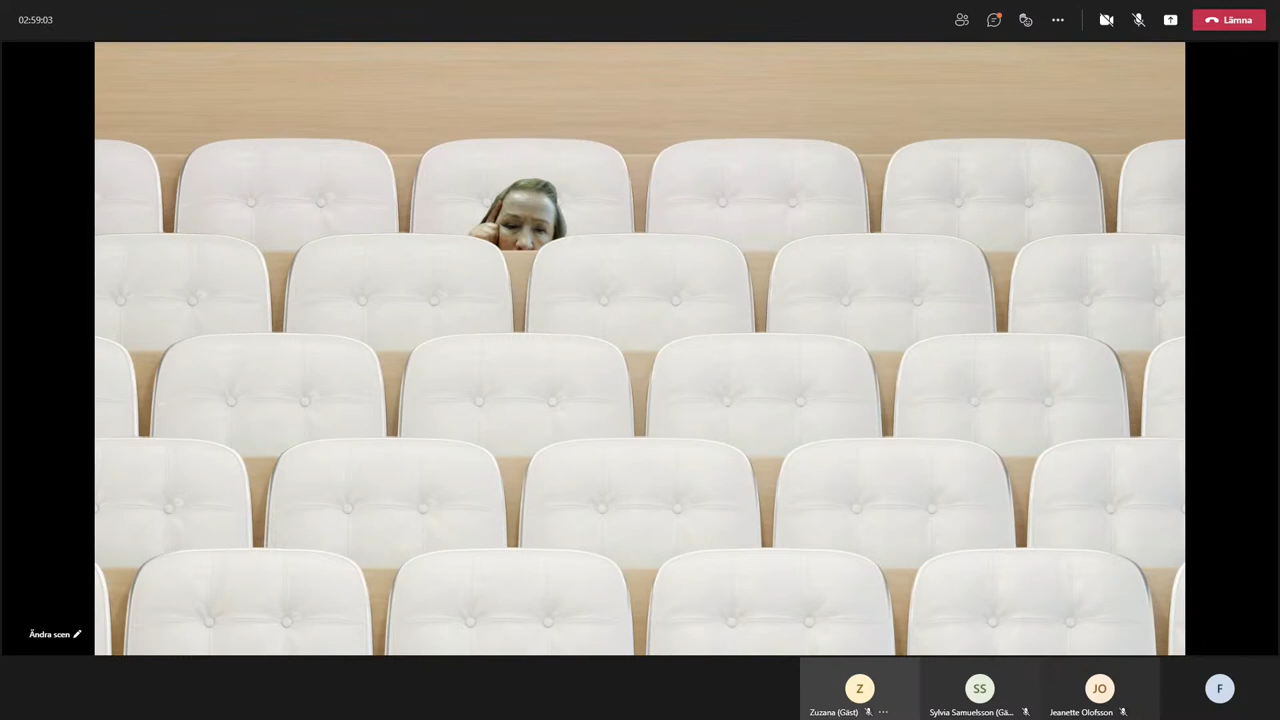 02:59:03
Lämna
Ändra scen
Z
SS
JO
F
Zuzana (Gäst)
Sylvia Samuelsson (Gä...
Jeanette Olofsson